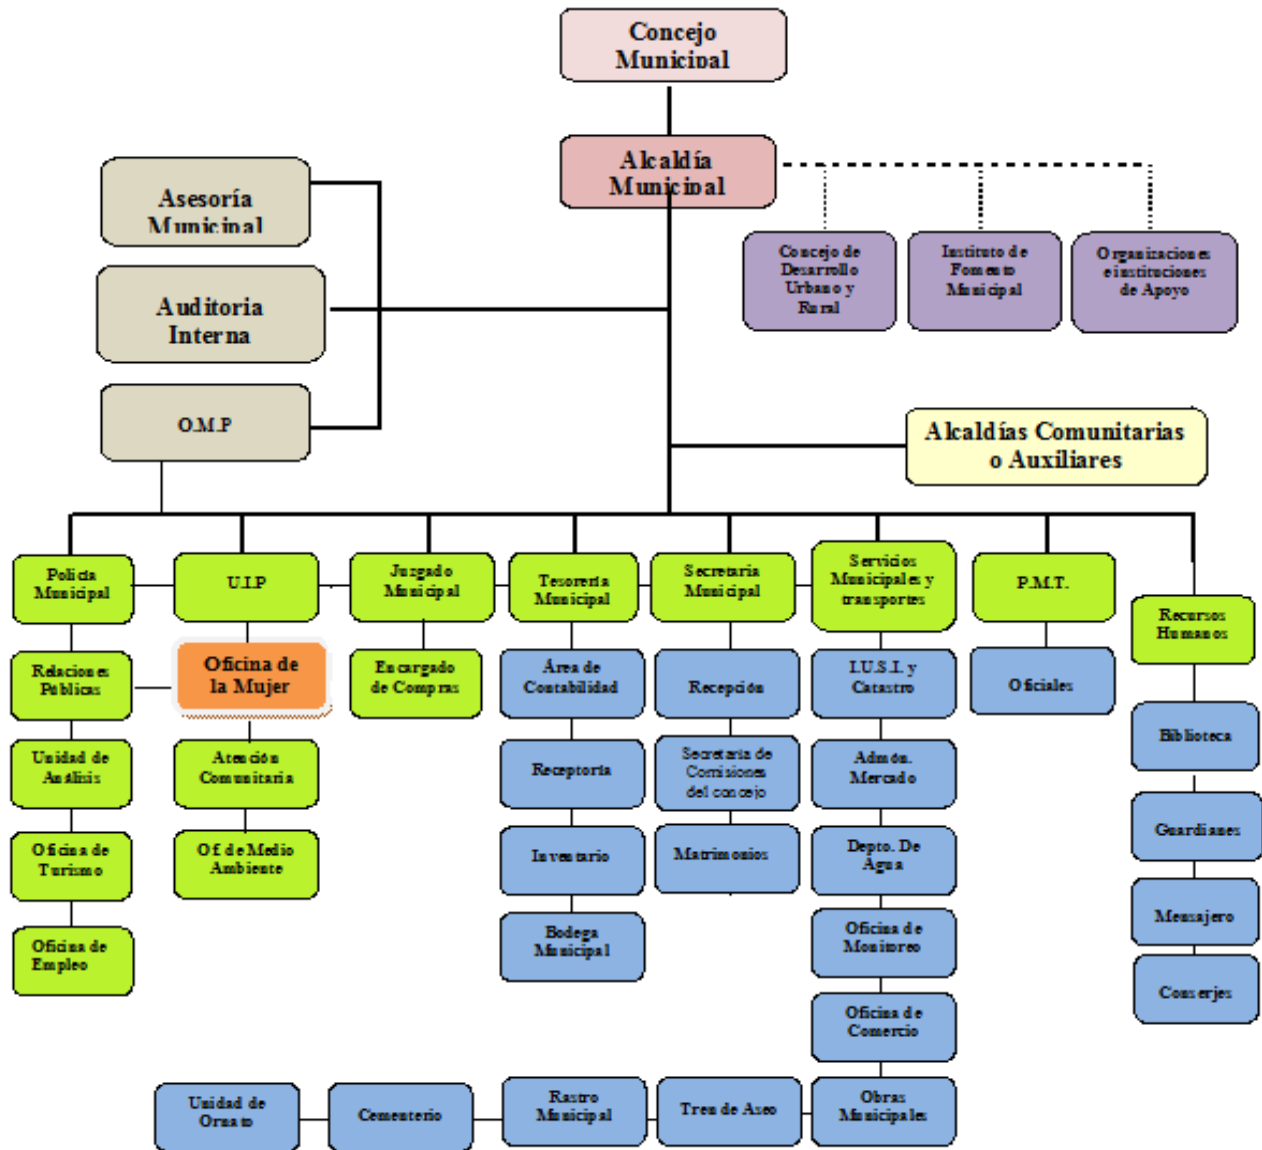 Concejo
Municipal
Alcaldía
Municipal
Asesoría
Municipal
Auditoria
Interna
O.M.P
Concejo de
Desarrollo
Urbano y
Rural
Instituto de
Fomento
Municipal
Organizaciones
e instituciones
de Apoyo
Alcaldías Comunitarias
o Auxiliares
Policía
Municipal
U.I.P
Juzgado
Municipal
Tesorería
Municipal
Secretaria
Municipal
Servicios
Municipales y
transportes
P.M.T.
Recursos
Humanos
Relaciones
Públicas
Oficina de
la Mujer
Encargado
de Compras
Área de
Contabilidad
Recepción
I.U.S.I. y
Catastro
Oficiales
Biblioteca
Unidad de
Análisis
Atención
Comunitaria
Receptoría
Secretaria de
Comisiones
del concejo
Admón.
Mercado
Guardianes
Oficina de
Turismo
Of. de Medio
Ambiente
Inventario
Matrimonios
Depto. De
Agua
Mensajero
Oficina de
Empleo
Bodega
Municipal
Oficina de
Monitoreo
Conserjes
Oficina de
Comercio
Unidad de
Ornato
Cementerio
Rastro
Municipal
Tren de Aseo
Obras
Municipales